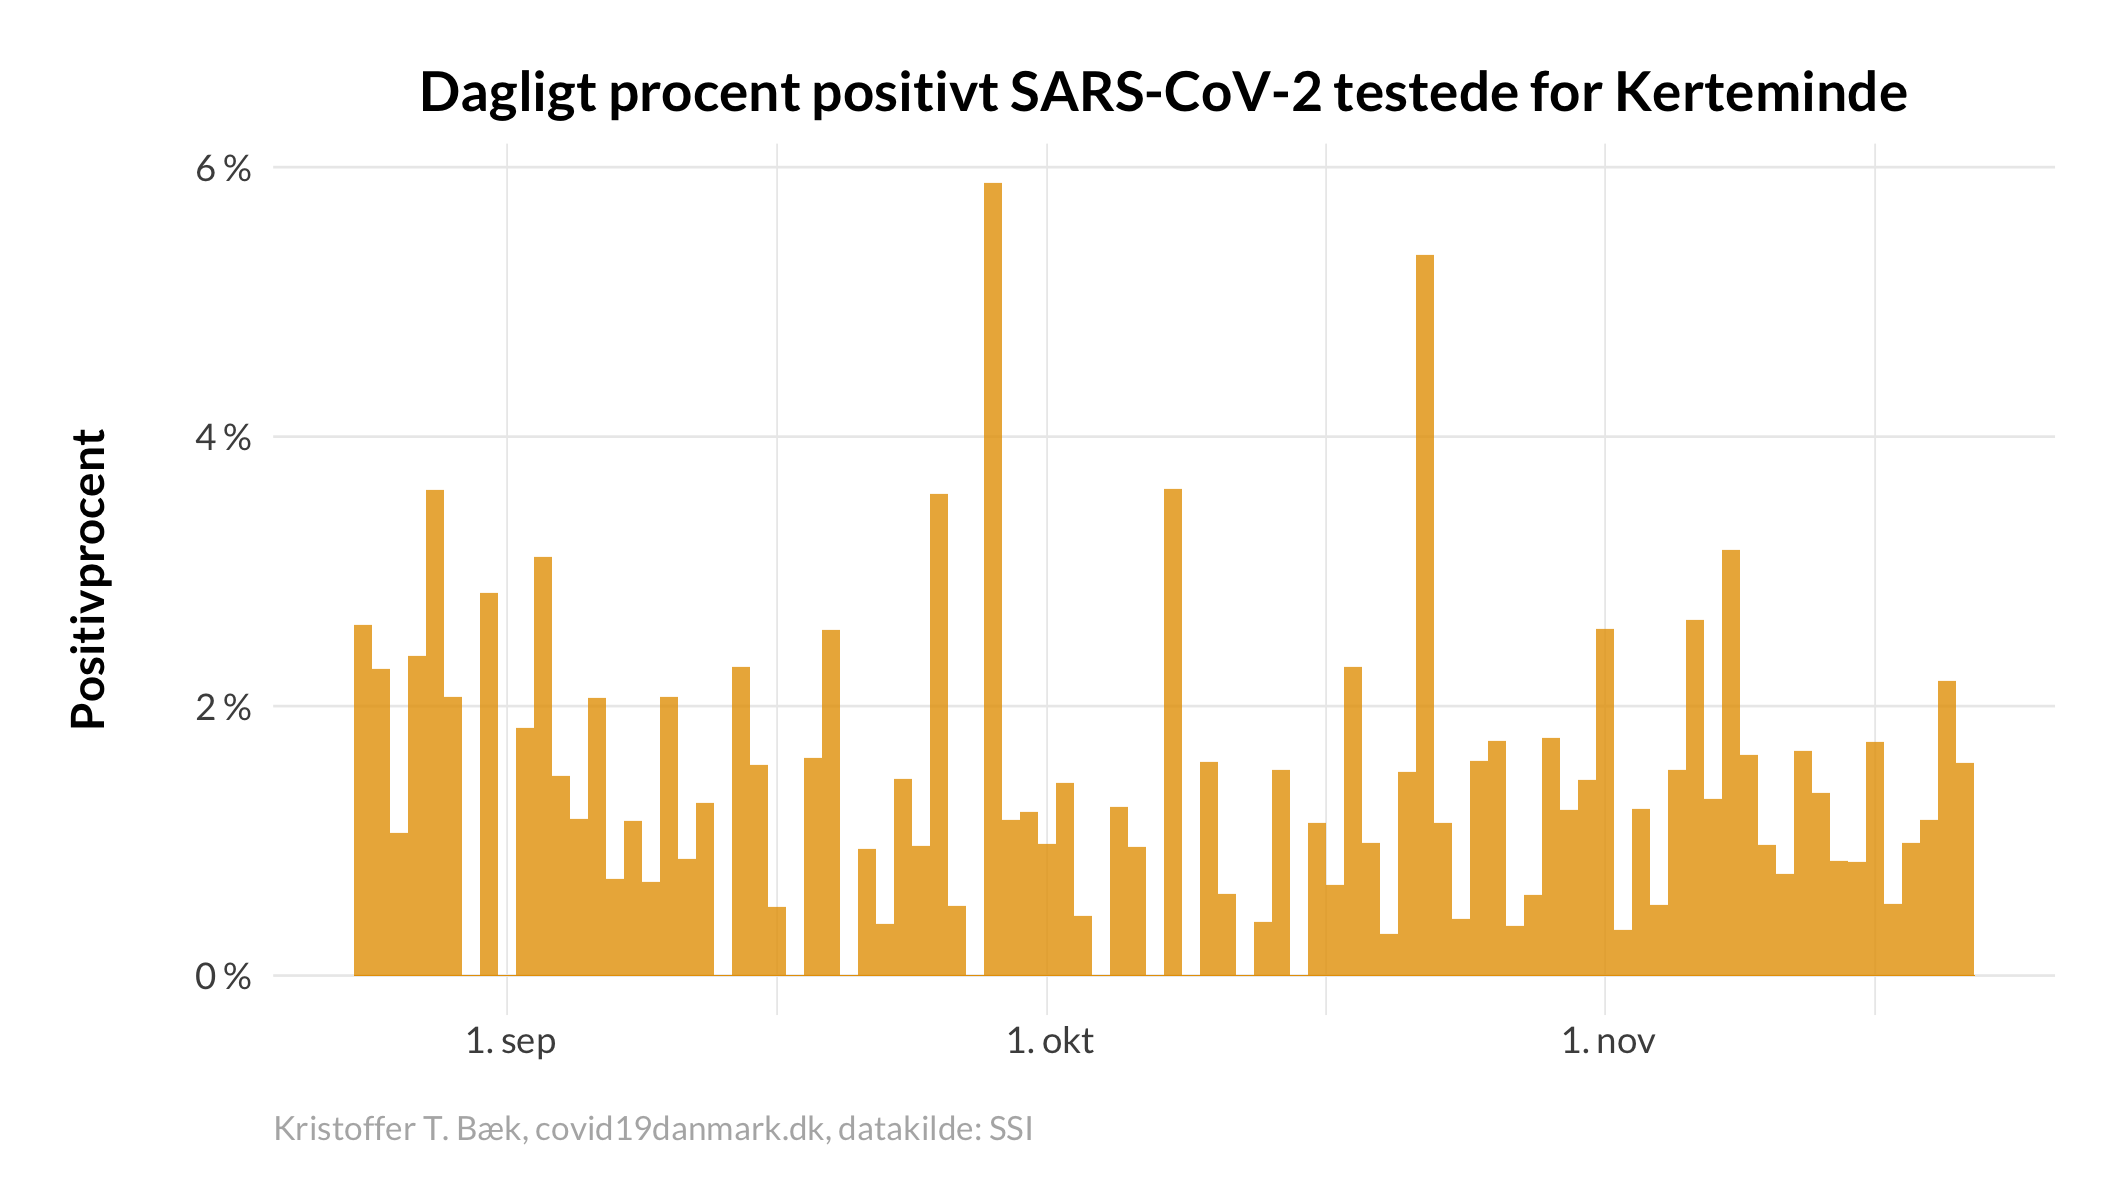 Dagligt procent positivt SARS-CoV-2 testede for Kerteminde
Positivprocent
6 %
4 %
2 %
0 %
1. sep
1. okt
1. nov
Kristoffer T. Bæk, covid19danmark.dk, datakilde: SSI